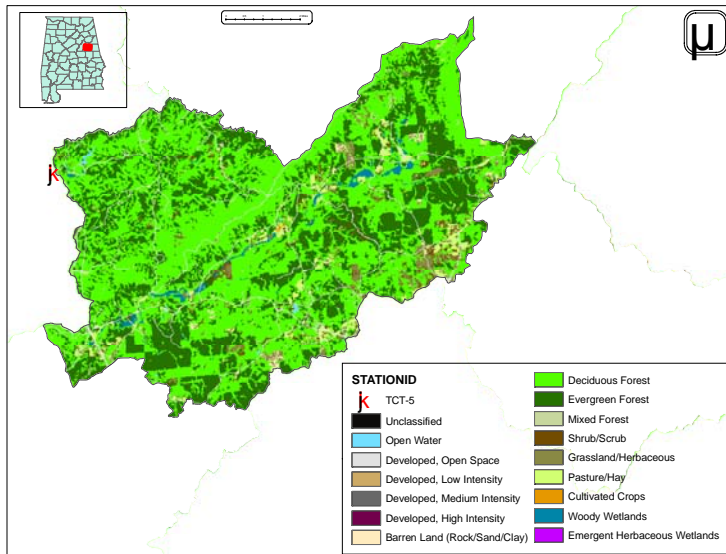 µ
jk
STATIONID
jk TCT-5
Unclassified
Open Water
Developed, Open Space
Developed, Low Intensity
Developed, Medium Intensity
Developed, High Intensity
Barren Land (Rock/Sand/Clay)
Deciduous Forest
Evergreen Forest
Mixed Forest
Shrub/Scrub
Grassland/Herbaceous
Pasture/Hay
Cultivated Crops
Woody Wetlands
Emergent Herbaceous Wetlands